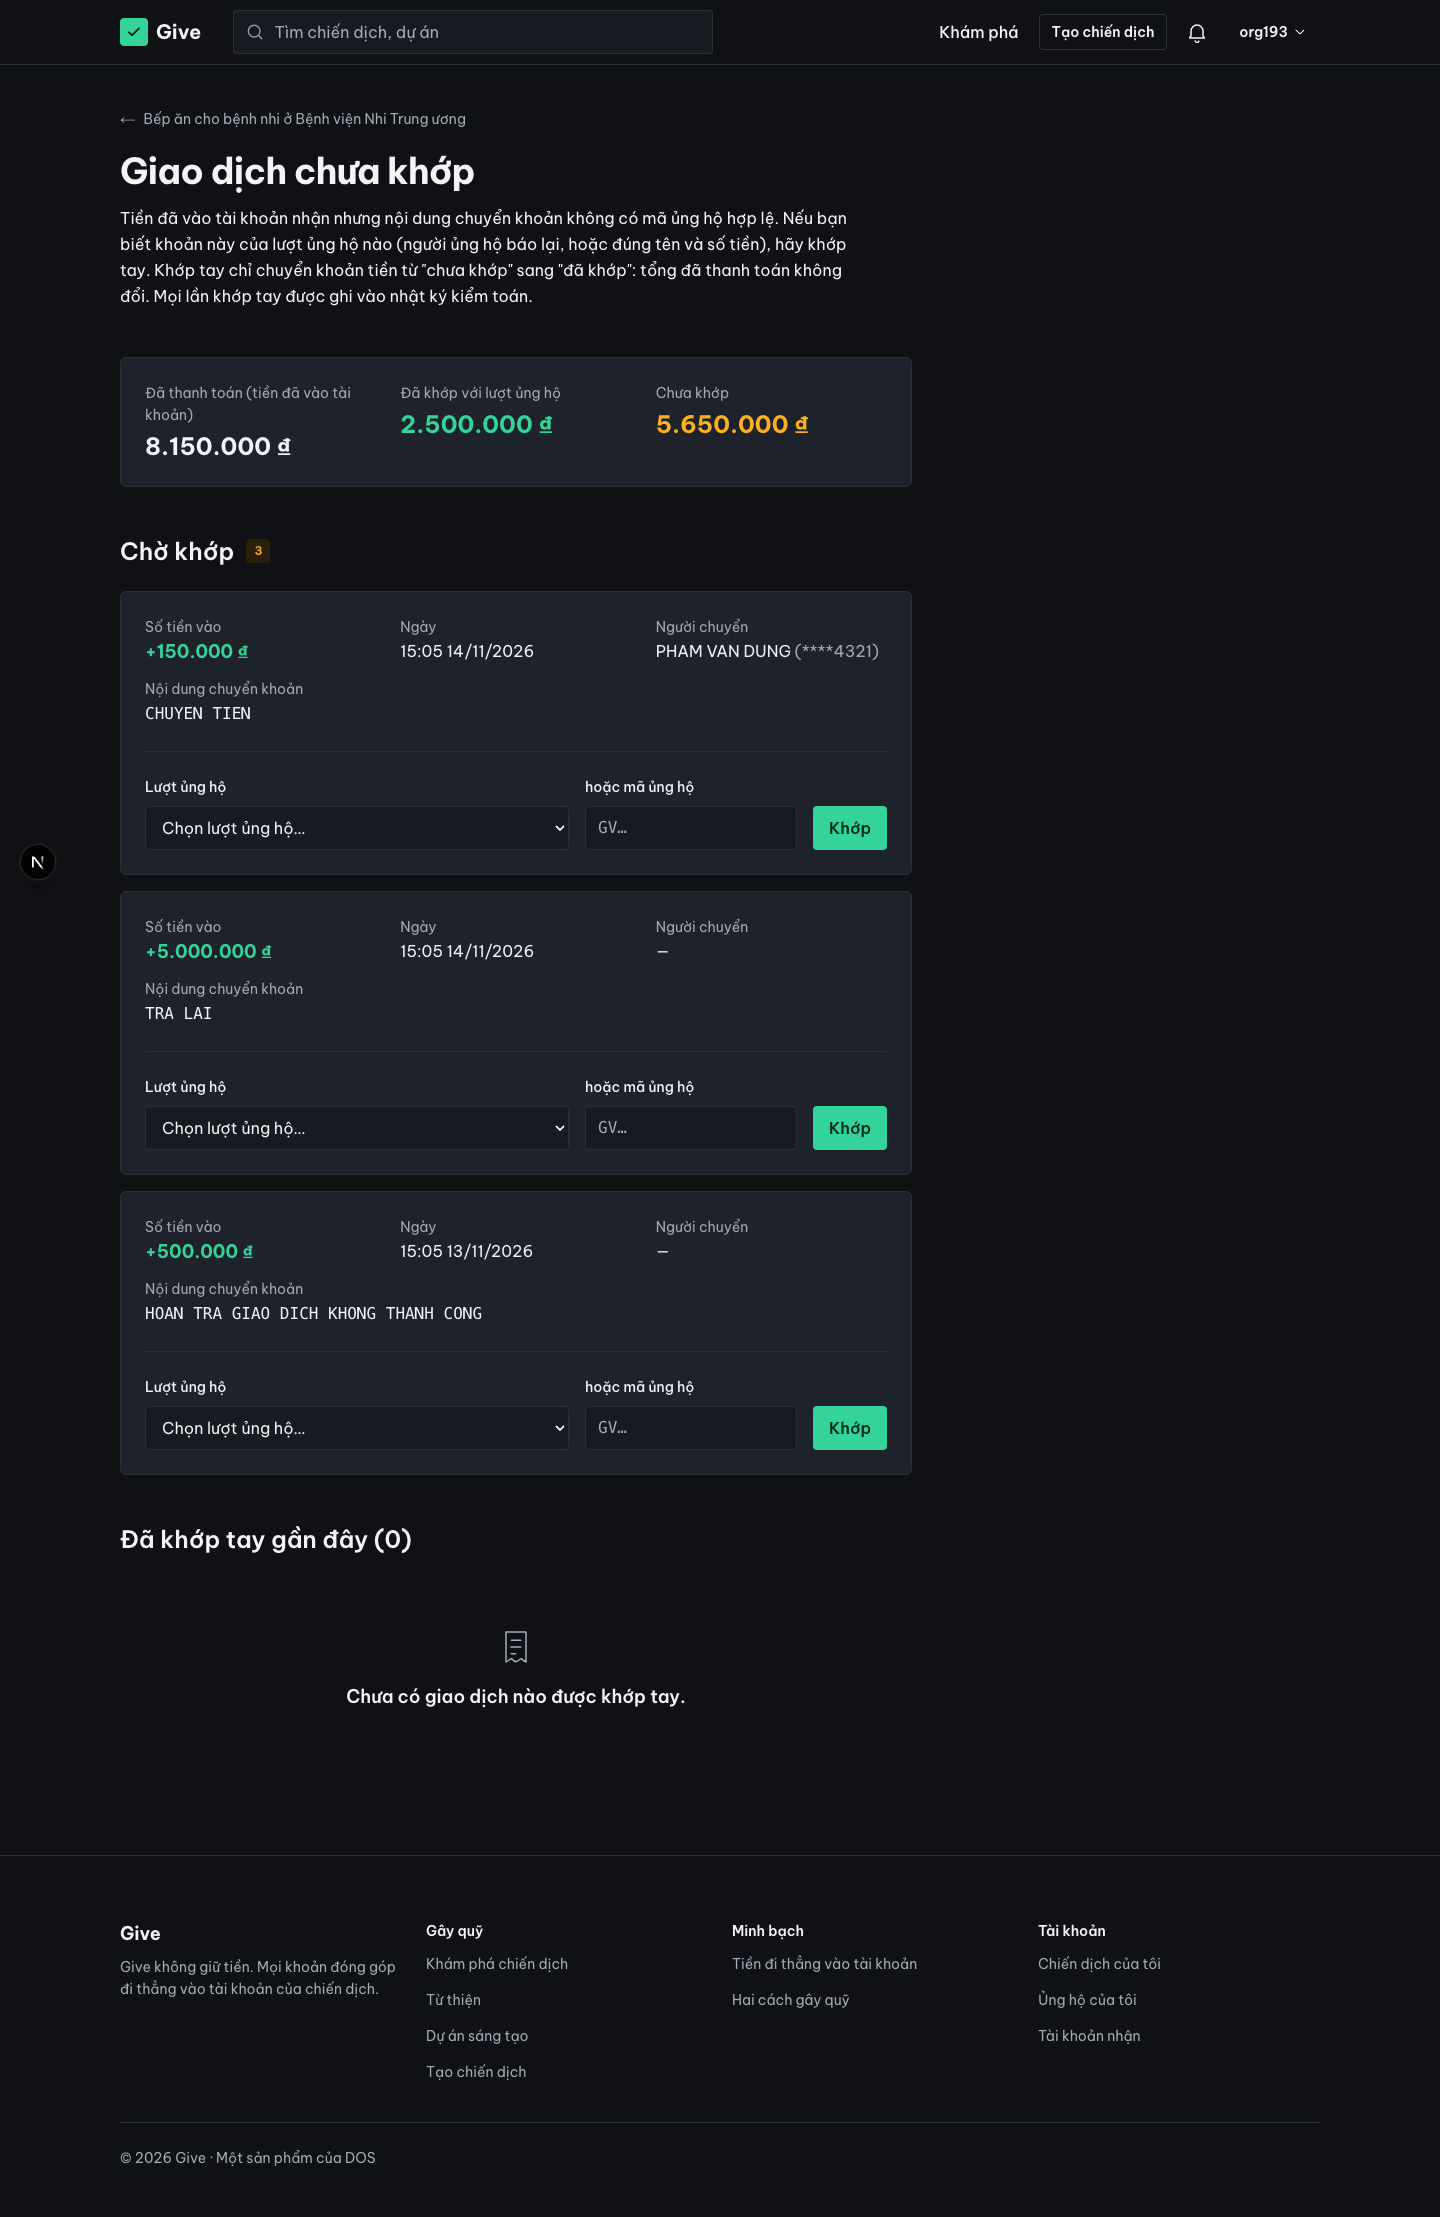 Give
Tìm chiến dịch, dự án
Khám phá
Tạo chiến dịch
org193
← Bếp ăn cho bệnh nhi ở Bệnh viện Nhi Trung ương
Giao dịch chưa khớp
Tiền đã vào tài khoản nhận nhưng nội dung chuyển khoản không có mã ủng hộ hợp lệ. Nếu bạn
biết khoản này của lượt ủng hộ nào (người ủng hộ báo lại, hoặc đúng tên và số tiền), hãy khớp
tay. Khớp tay chỉ chuyển khoản tiền từ "chưa khớp" sang "đã khớp": tổng đã thanh toán không
đổi. Mọi lần khớp tay được ghi vào nhật ký kiểm toán.
Đã thanh toán (tiền đã vào tài
khoản)
8.150.000 ₫
Đã khớp với lượt ủng hộ
2.500.000 ₫
Chưa khớp
5.650.000 ₫
Chờ khớp 3
Số tiền vào
+150.000 ₫
Ngày
15:05 14/11/2026
Người chuyển
PHAM VAN DUNG (****4321)
Nội dung chuyển khoản
CHUYEN TIEN
Lượt ủng hộ
Chọn lượt ủng hộ...
hoặc mã ủng hộ
GV…
Khớp
Số tiền vào
+5.000.000 ₫
Ngày
15:05 14/11/2026
Người chuyển
—
Nội dung chuyển khoản
TRA LAI
Lượt ủng hộ
Chọn lượt ủng hộ...
hoặc mã ủng hộ
GV…
Khớp
Số tiền vào
+500.000 ₫
Ngày
15:05 13/11/2026
Người chuyển
—
Nội dung chuyển khoản
HOAN TRA GIAO DICH KHONG THANH CONG
Lượt ủng hộ
Chọn lượt ủng hộ...
hoặc mã ủng hộ
GV…
Khớp
N
Đã khớp tay gần đây (0)
Chưa có giao dịch nào được khớp tay.
Give
Give không giữ tiền. Mọi khoản đóng góp
đi thẳng vào tài khoản của chiến dịch.
Gây quỹ
Khám phá chiến dịch
Từ thiện
Dự án sáng tạo
Tạo chiến dịch
Minh bạch
Tiền đi thẳng vào tài khoản
Hai cách gây quỹ
Tài khoản
Chiến dịch của tôi
Ủng hộ của tôi
Tài khoản nhận
© 2026 Give · Một sản phẩm của DOS